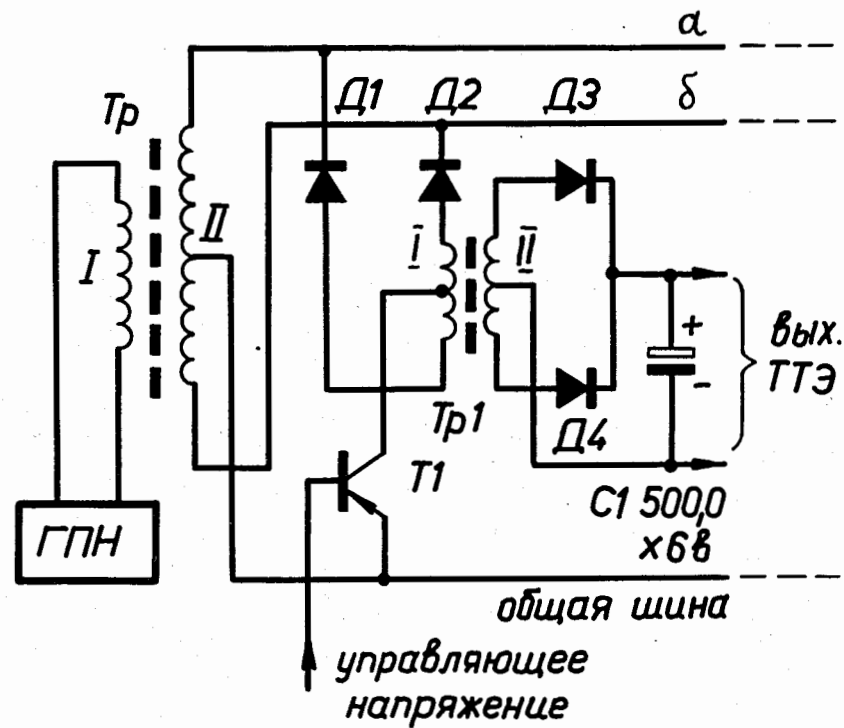 а
Д1 Д2 Д3 б
Тр
II
I
I II
+
-
вых.
ТТЭ
Тр1
Д4
Т1
С1 500,0
×6в
ГПН
общая шина
управляющее
напряжение